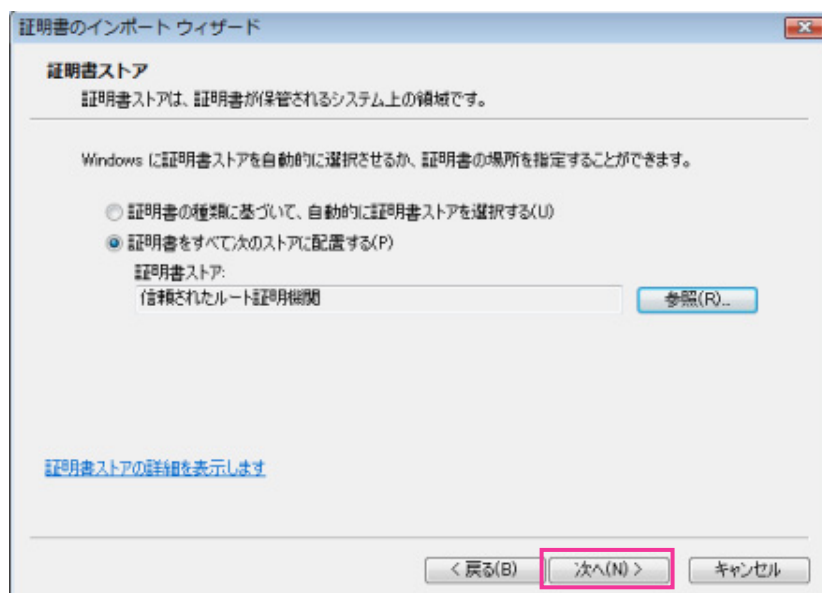 証明書のインポート ウィザード
証明書ストア
証明書ストアは、証明書が保管されるシステム上の領域です。
Windows に証明書ストアを自動的に選択させるか、証明書の場所を指定することができます。
証明書の種類に基づいて、自動的に証明書ストアを選択する(U)
証明書をすべて次のストアに配置する(P)
証明書ストア:
信頼されたルート証明機関
参照(R)...
証明書ストアの詳細を表示します
< 戻る(B)
次へ(N) >
キャンセル